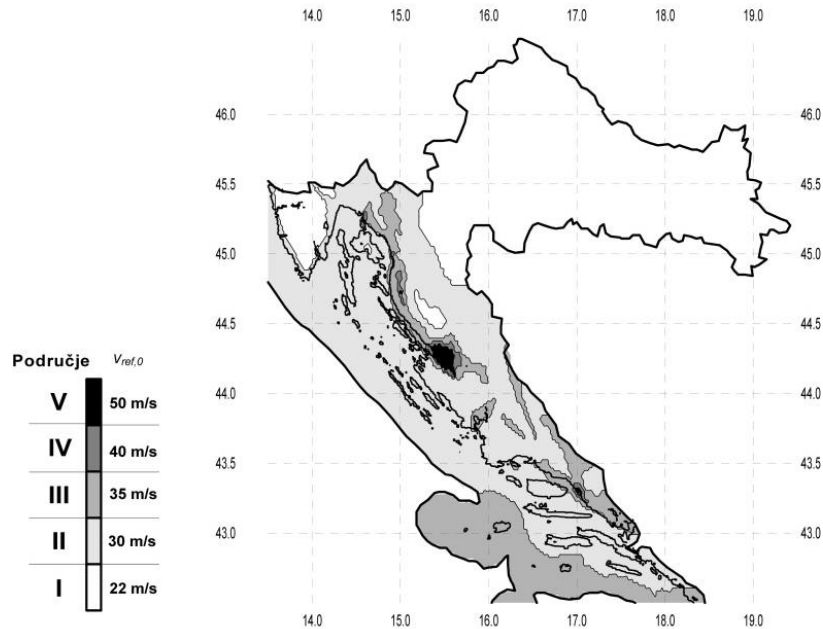 14.0 15.0 16.0 17.0 18.0 19.0
46.0 46.0
45.5 45.5
45.0 45.0
44.5 44.5
Područje vref,0
V 50 m/s
44.0 44.0
IV 40 m/s
43.5 43.5
III 35 m/s
43.0 43.0
II 30 m/s
I 22 m/s
14.0 15.0 16.0 17.0 18.0 19.0